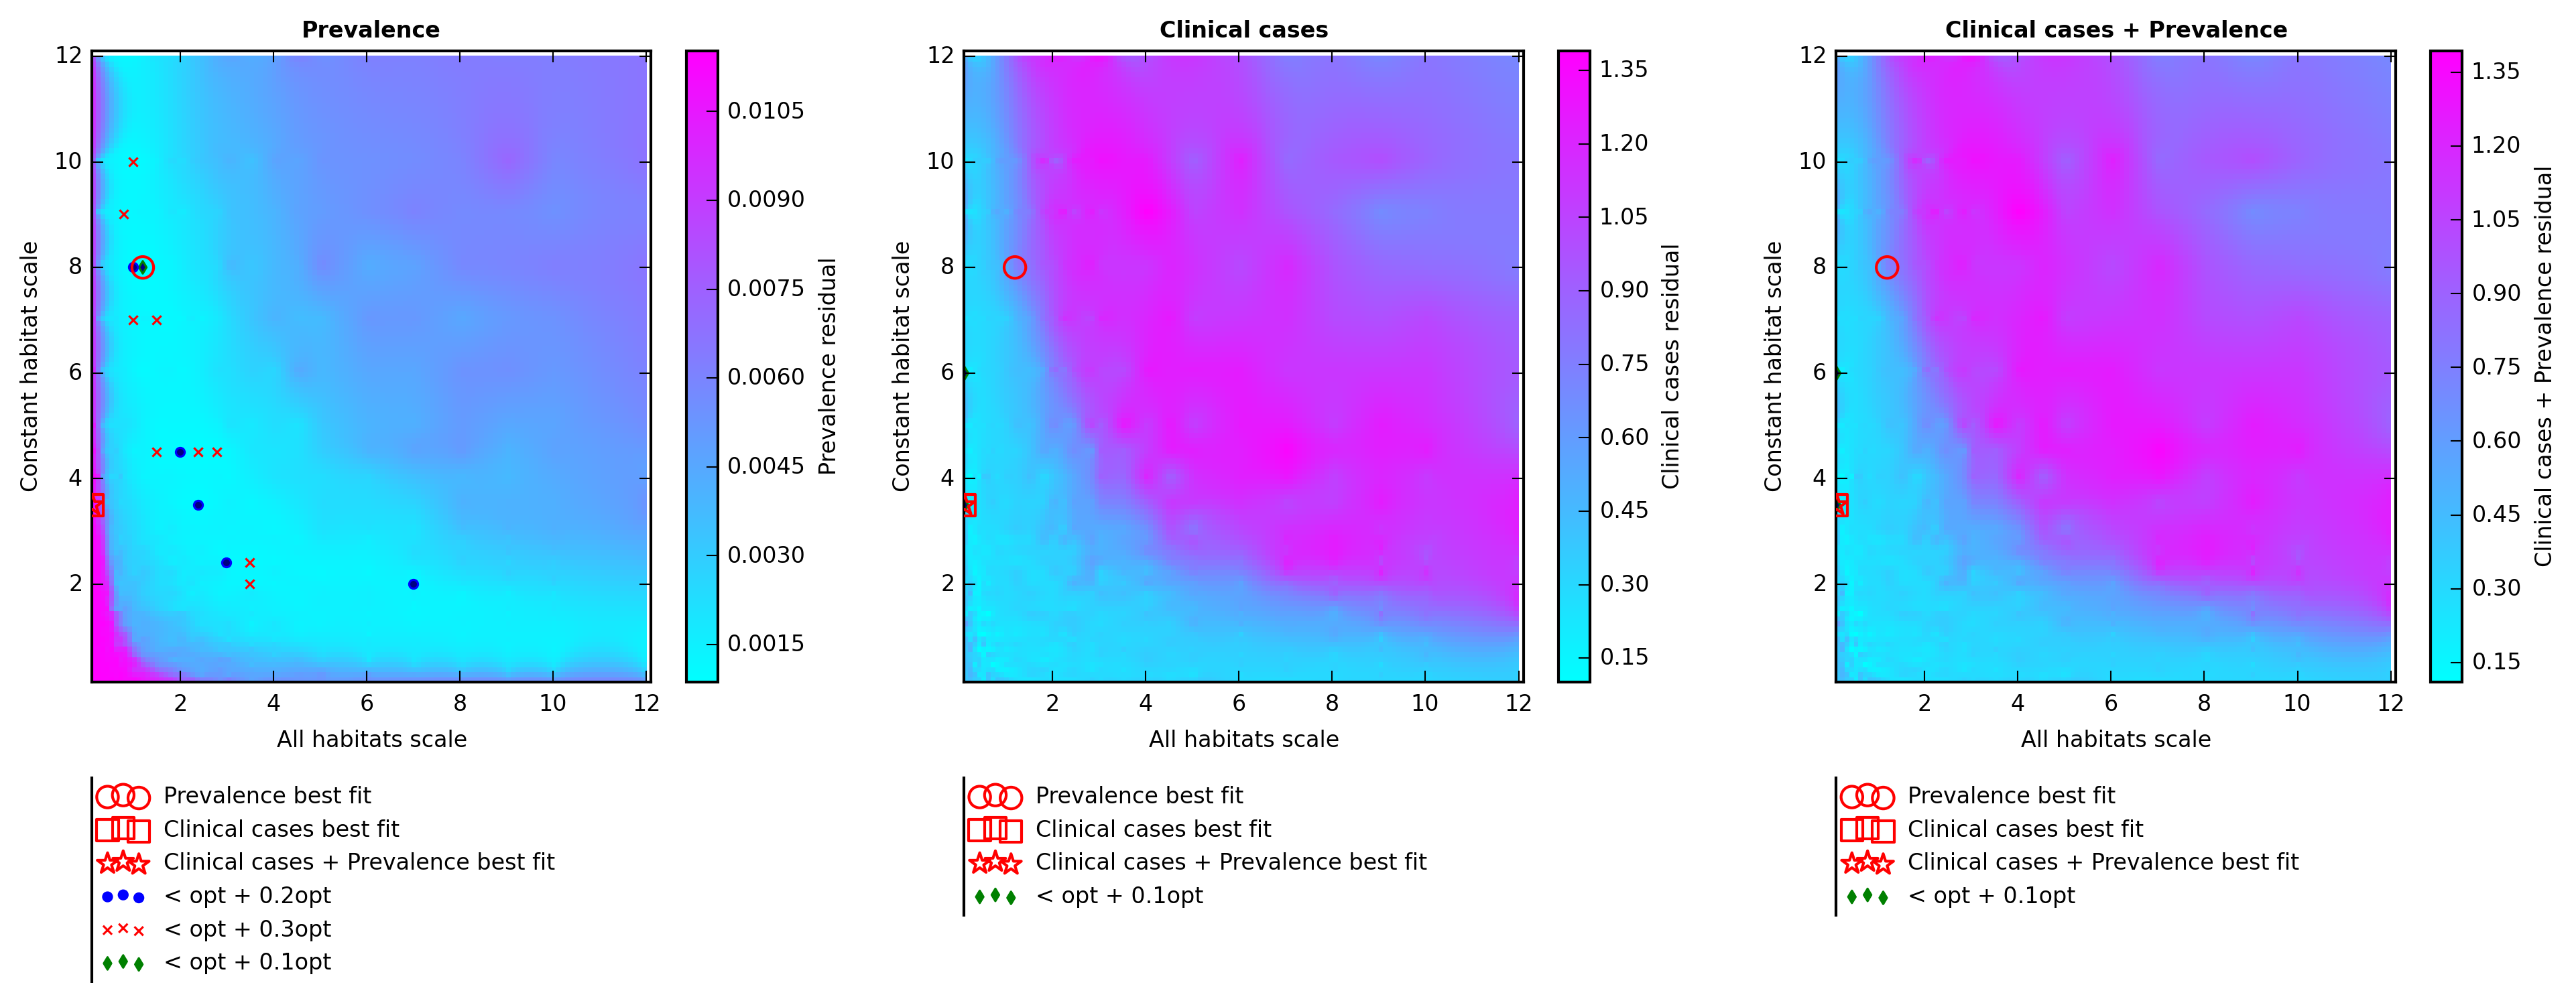 Prevalence
12
10
8
6
4
2
2 4 6 8 10 12
Constant habitat scale
All habitats scale
0.0105
0.0090
0.0075
0.0060
0.0045
0.0030
0.0015
Prevalence residual
Prevalence best fit
Clinical cases best fit
Clinical cases + Prevalence best fit
< opt + 0.2opt
< opt + 0.3opt
< opt + 0.1opt
Clinical cases
12
10
8
6
4
2
2 4 6 8 10 12
Constant habitat scale
All habitats scale
1.35
1.20
1.05
0.90
0.75
0.60
0.45
0.30
0.15
Clinical cases residual
Prevalence best fit
Clinical cases best fit
Clinical cases + Prevalence best fit
< opt + 0.1opt
Clinical cases + Prevalence
12
10
8
6
4
2
2 4 6 8 10 12
Constant habitat scale
All habitats scale
1.35
1.20
1.05
0.90
0.75
0.60
0.45
0.30
0.15
Clinical cases + Prevalence residual
Prevalence best fit
Clinical cases best fit
Clinical cases + Prevalence best fit
< opt + 0.1opt